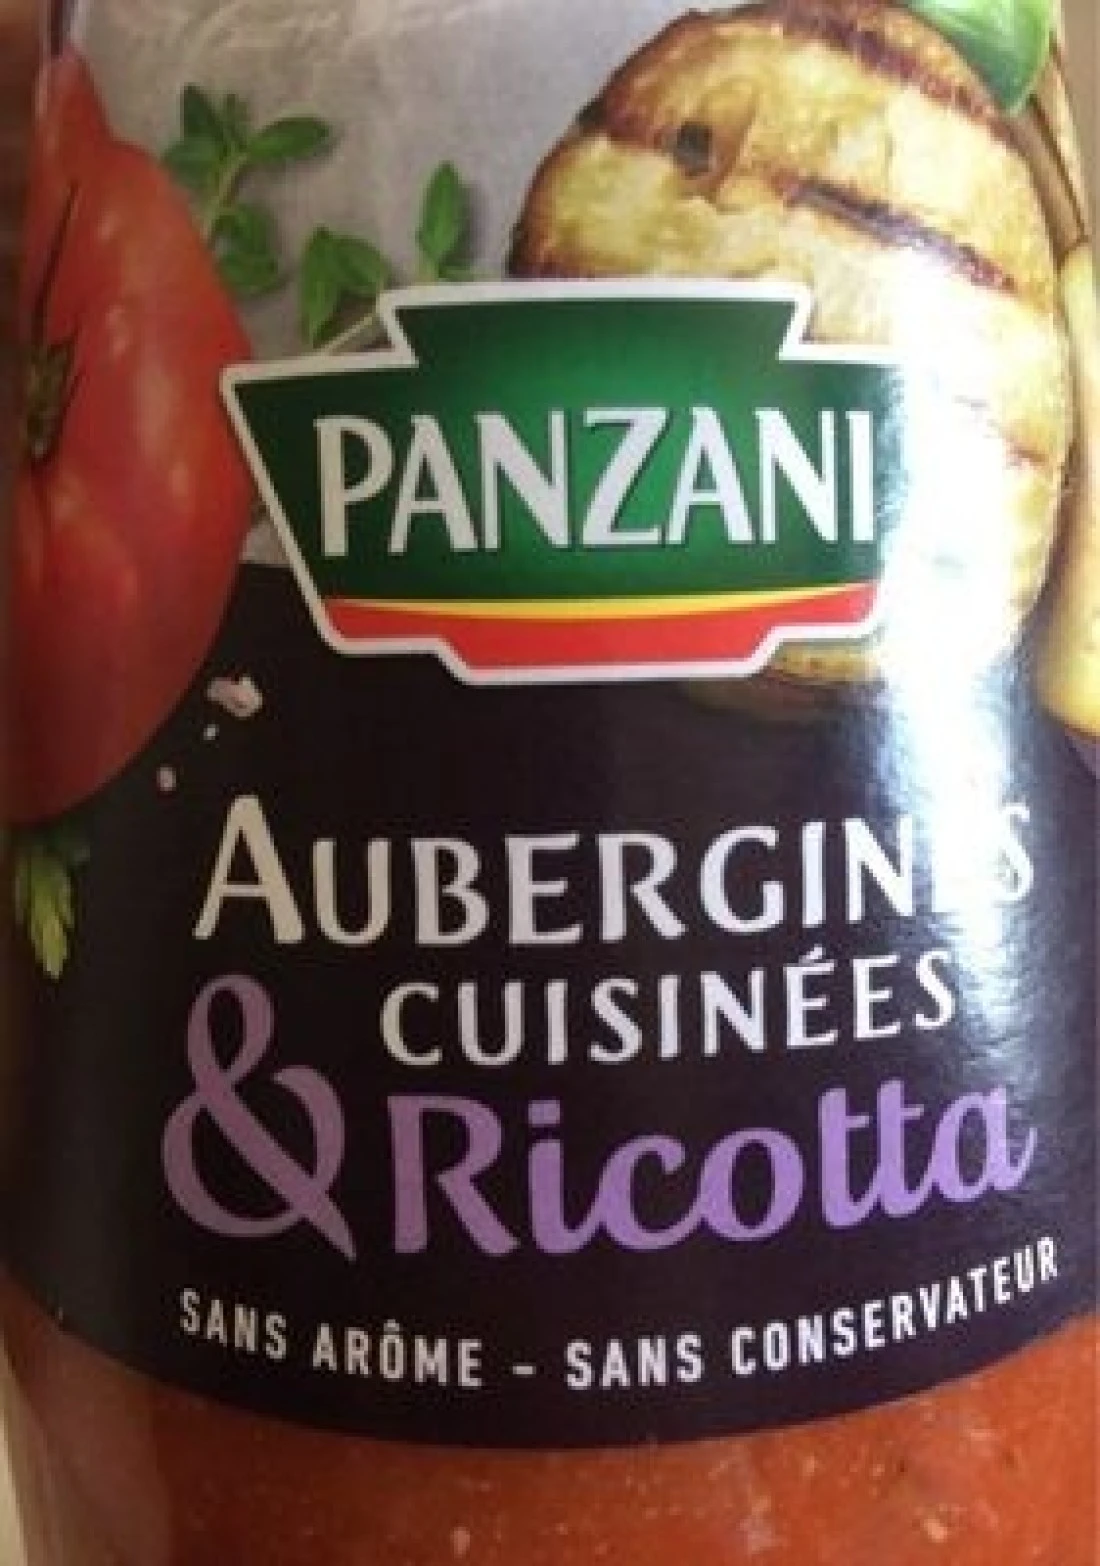 PANZANI
AUBERGINES
CUISINÉES
& Ricotta
SANS ARÔME - SANS CONSERVATEUR